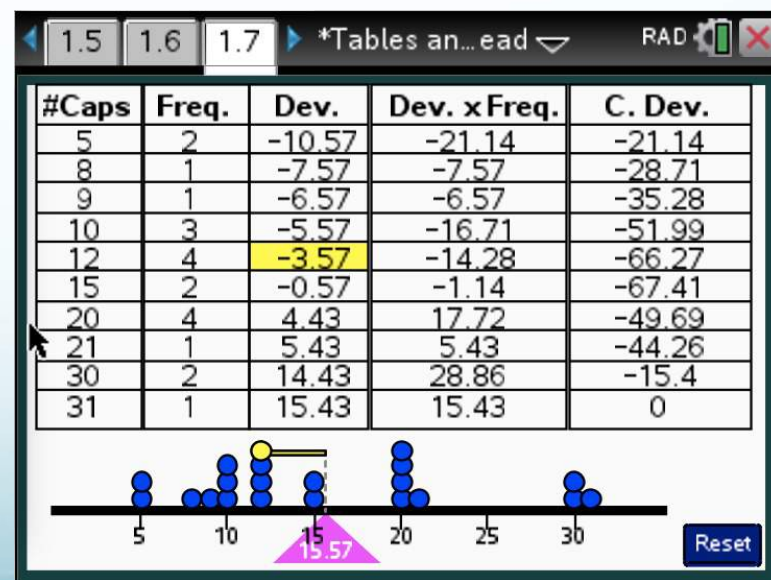 1.5 1.6 1.7 *Tables an...ead RAD
#Caps Freq. Dev. Dev. x Freq. C. Dev.
5 2 -10.57 -21.14 -21.14
8 1 -7.57 -7.57 -28.71
9 1 -6.57 -6.57 -35.28
10 3 -5.57 -16.71 -51.99
12 4 -3.57 -14.28 -66.27
15 2 -0.57 -1.14 -67.41
20 4 4.43 17.72 -49.69
21 1 5.43 5.43 -44.26
30 2 14.43 28.86 -15.4
31 1 15.43 15.43 0
5 10 15 20 25 30
15.57
Reset